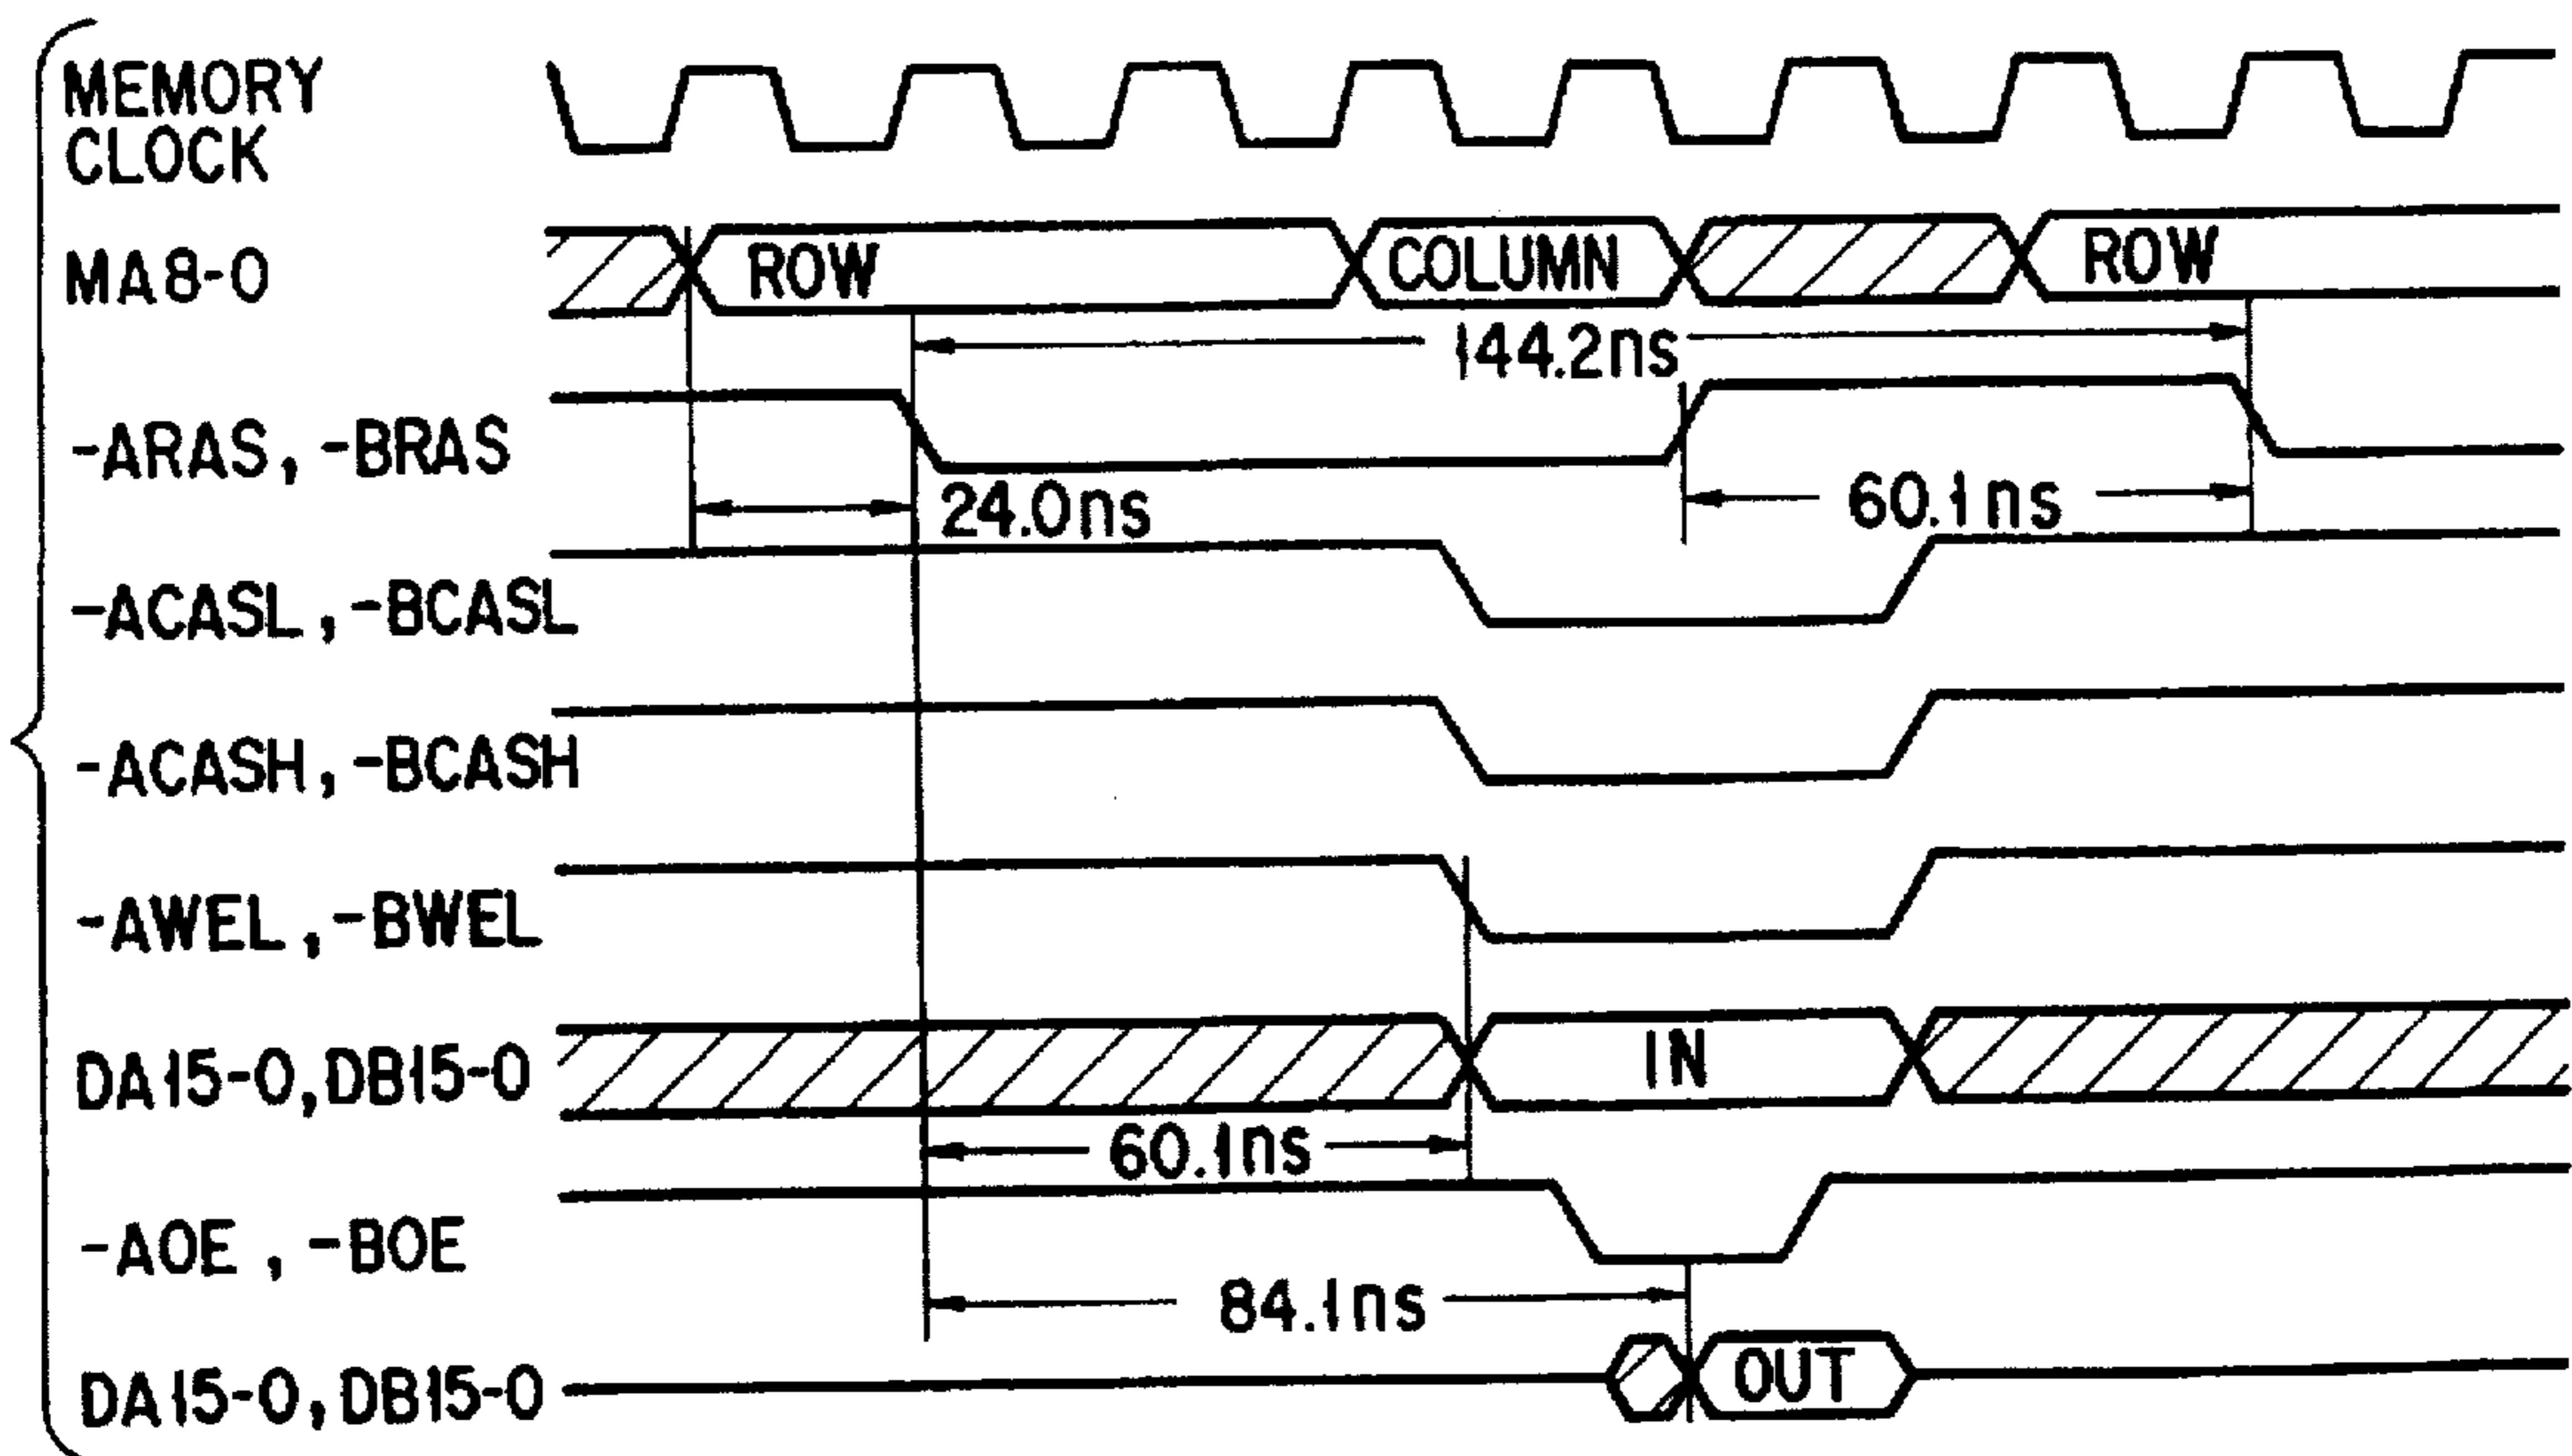 MEMORY
CLOCK
MA8-0
ROW
COLUMN
ROW
144.2ns
-ARAS, -BRAS
24.0ns
60.1ns
-ACASL, -BCASL
-ACASH, -BCASH
-AWEL, -BWEL
DA15-0, DB15-0
IN
60.1ns
-AOE, -BOE
84.1ns
DA15-0, DB15-0
OUT